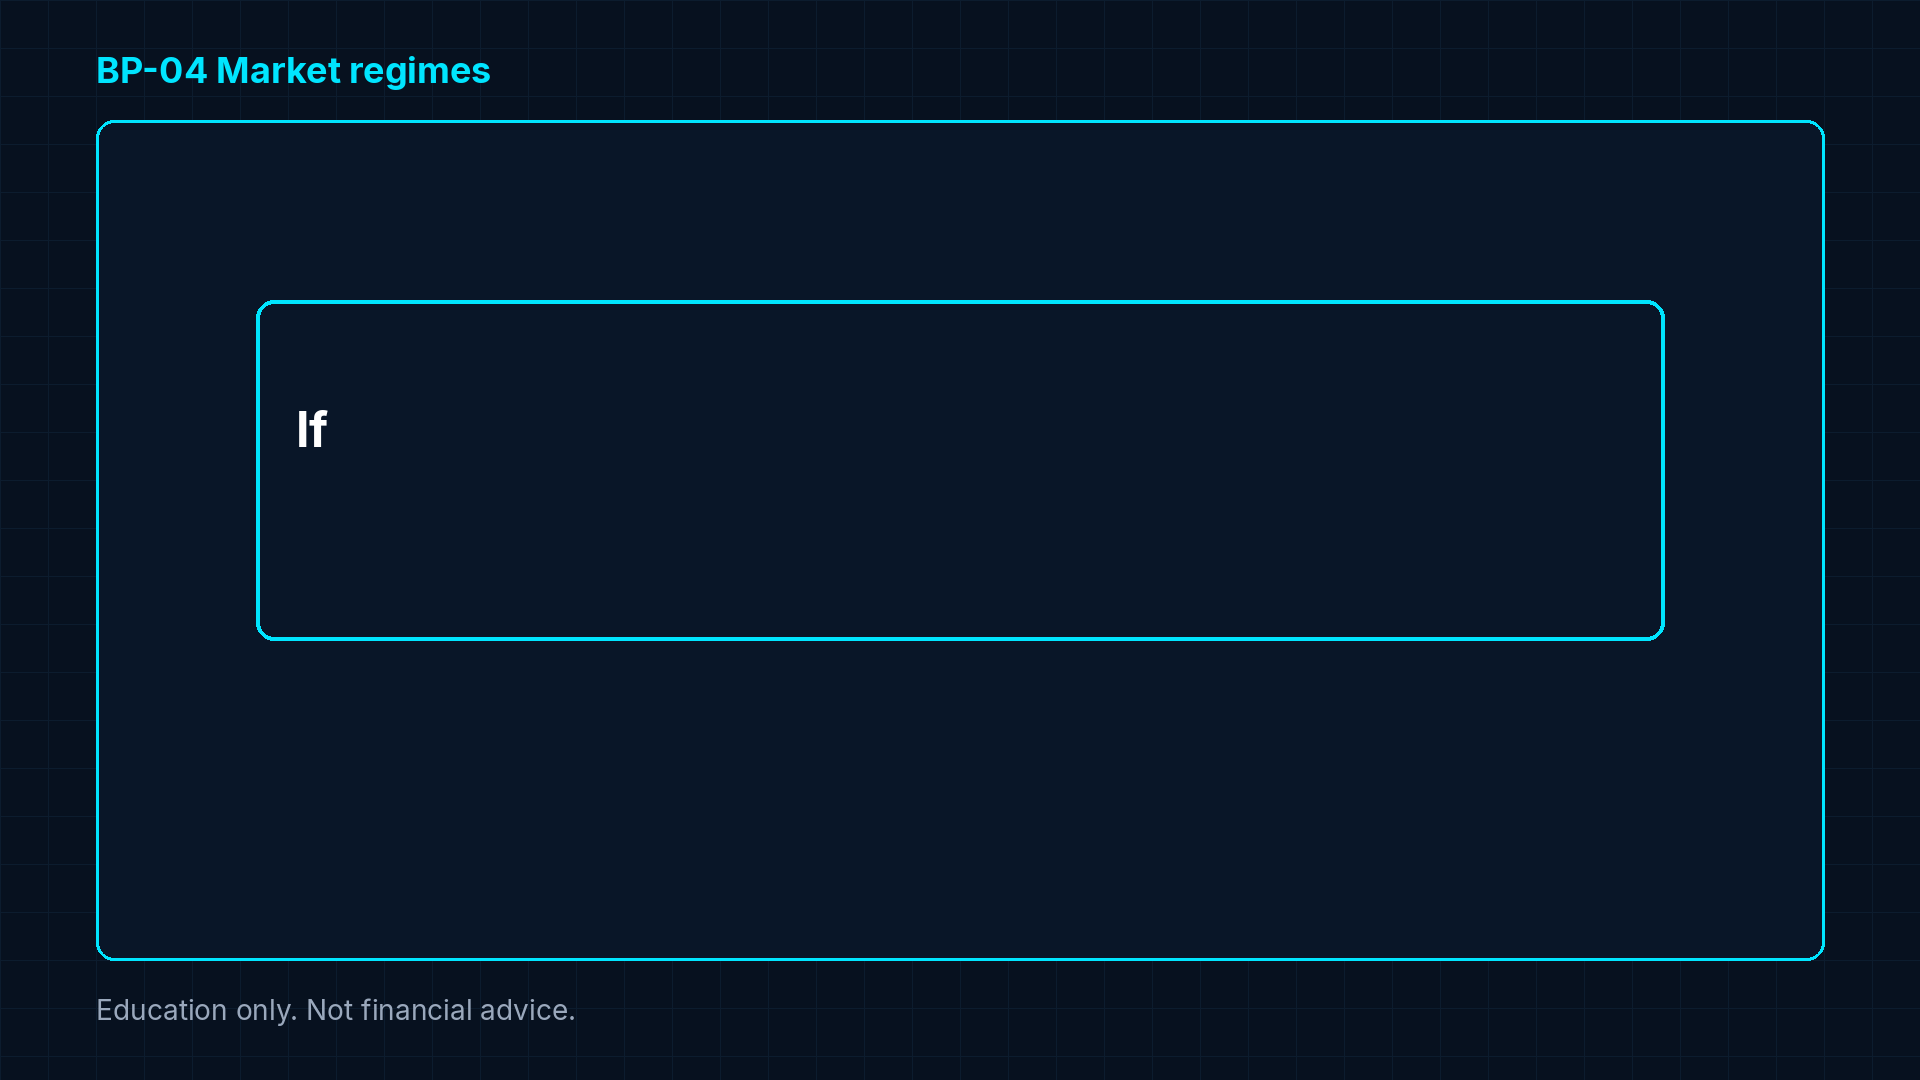 BP-04 Market regimes
If
Education only. Not financial advice.